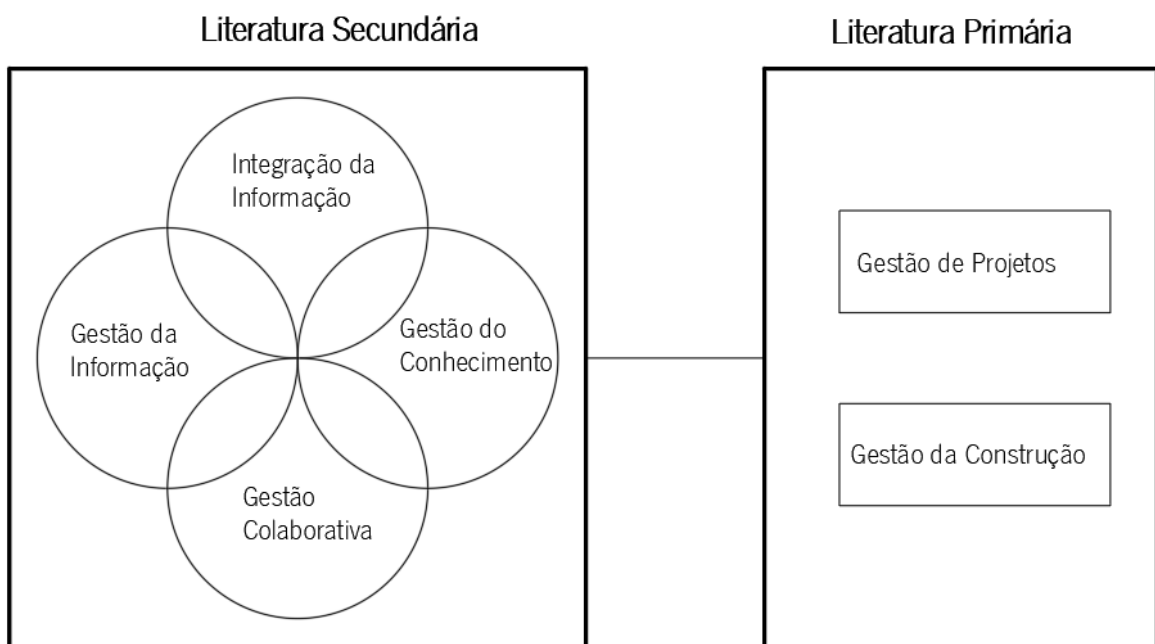 Literatura Secundária
Literatura Primária
Integração da
Informação
Gestão da
Informação
Gestão do
Conhecimento
Gestão
Colaborativa
Gestão de Projetos
Gestão da Construção